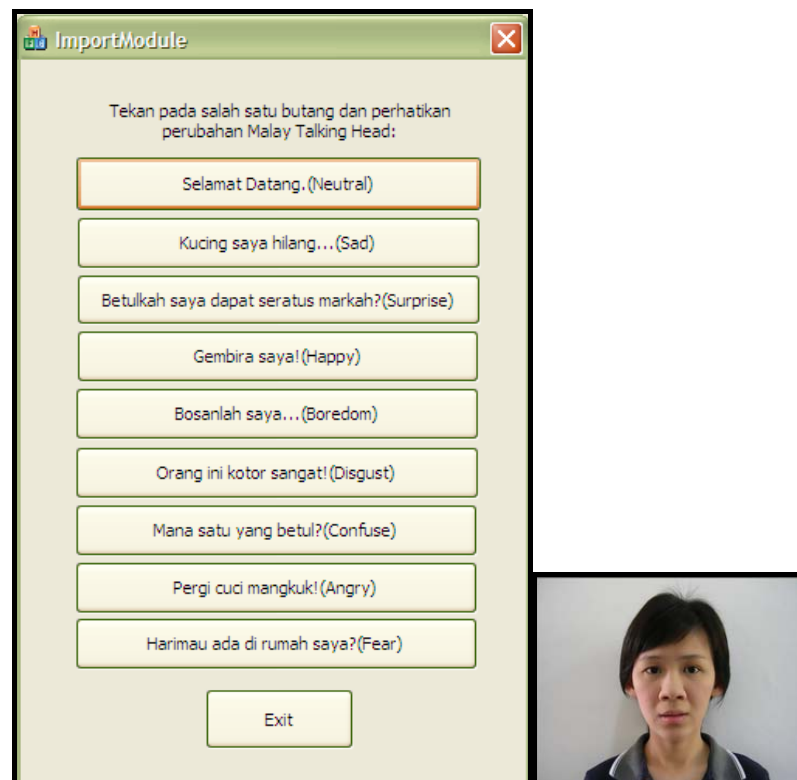 ImportModule
Tekan pada salah satu butang dan perhatikan
perubahan Malay Talking Head:
Selamat Datang.(Neutral)
Kucing saya hilang...(Sad)
Betulkah saya dapat seratus markah?(Surprise)
Gembira saya!(Happy)
Bosanlah saya...(Boredom)
Orang ini kotor sangat!(Disgust)
Mana satu yang betul?(Confuse)
Pergi cuci mangkuk!(Angry)
Harimau ada di rumah saya?(Fear)
Exit